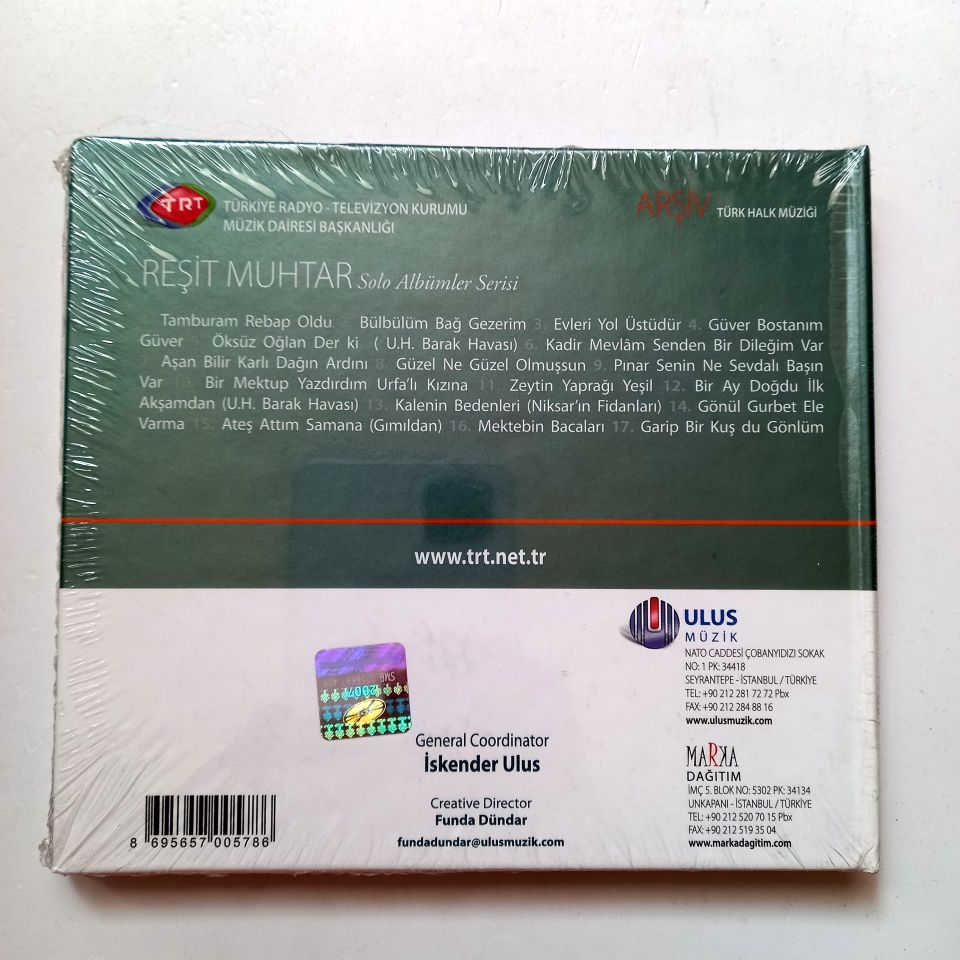 TRT
TÜRKİYE RADYO - TELEVİZYON KURUMU
MÜZİK DAİRESİ BAŞKANLIĞI
ARŞİV TÜRK HALK MÜZİĞİ
REŞİT MUHTAR Solo Albümler Serisi
Tamburam Rebap Oldu 2. Bülbülüm Bağ Gezerim 3. Evleri Yol Üstüdür 4. Güver Bostanım
Güver 5. Öksüz Oğlan Der ki ( U.H. Barak Havası) 6. Kadir Mevlâm Senden Bir Dileğim Var
7. Aşan Bilir Karlı Dağın Ardını 8. Güzel Ne Güzel Olmuşsun 9. Pınar Senin Ne Sevdalı Başın
Var 10. Bir Mektup Yazdırdım Urfa'lı Kızına 11. Zeytin Yaprağı Yeşil 12. Bir Ay Doğdu İlk
Akşamdan (U.H. Barak Havası) 13. Kalenin Bedenleri (Niksar'ın Fidanları) 14. Gönül Gurbet Ele
Varma 15. Ateş Attım Samana (Gımıldan) 16. Mektebin Bacaları 17. Garip Bir Kuş du Gönlüm
www.trt.net.tr
ULUS
MÜZİK
NATO CADDESİ ÇOBANYIDIZI SOKAK
NO: 1 PK: 34418
SEYRANTEPE - İSTANBUL / TÜRKİYE
TEL: +90 212 281 72 72 Pbx
FAX: +90 212 284 88 16
www.ulusmuzik.com
2007
General Coordinator
İskender Ulus
Creative Director
Funda Dündar
fundadundar@ulusmuzik.com
MARKA
DAĞITIM
İMÇ 5. BLOK NO: 5302 PK: 34134
UNKAPANI - İSTANBUL / TÜRKİYE
TEL: +90 212 520 70 15 Pbx
FAX: +90 212 519 35 04
www.markadagitim.com
8 695657 005786